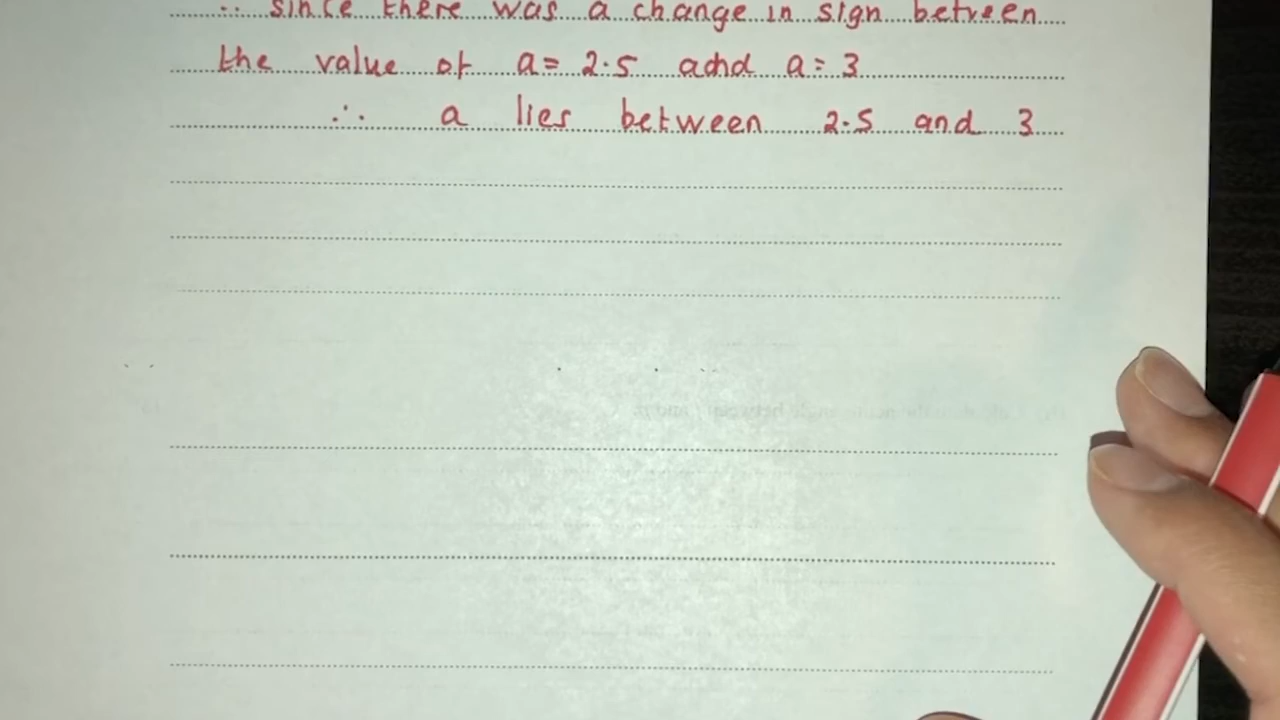 ∴ since there was a change in sign between
the value of a= 2.5 and a= 3
∴ a lies between 2.5 and 3